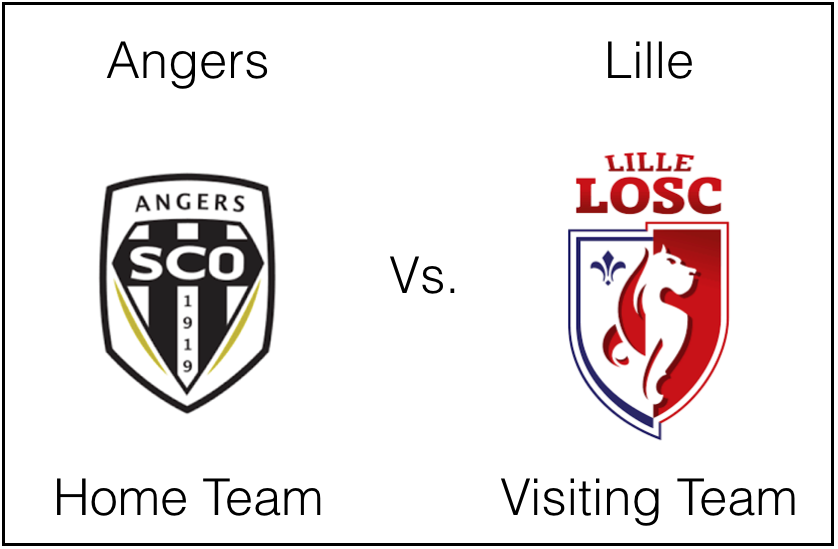 Angers
Lille
ANGERS
SCO
1
9
1
9
LILLE
LOSC
Vs.
Home Team
Visiting Team